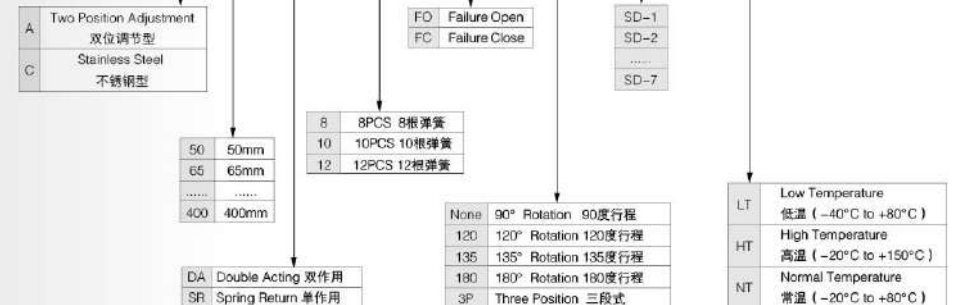 A Two Position Adjustment
双位调节型
C Stainless Steel
不锈钢型
50 50mm
65 65mm
...... ......
400 400mm
DA Double Acting 双作用
SR Spring Return 单作用
8 8PCS 8根弹簧
10 10PCS 10根弹簧
12 12PCS 12根弹簧
FO Failure Open
FC Failure Close
None 90° Rotation 90度行程
120 120° Rotation 120度行程
135 135° Rotation 135度行程
180 180° Rotation 180度行程
3P Three Position 三段式
SD-1
SD-2
......
SD-7
LT Low Temperature
低温 ( -40°C to +80°C )
HT High Temperature
高温 ( -20°C to +150°C )
NT Normal Temperature
常温 ( -20°C to +80°C )